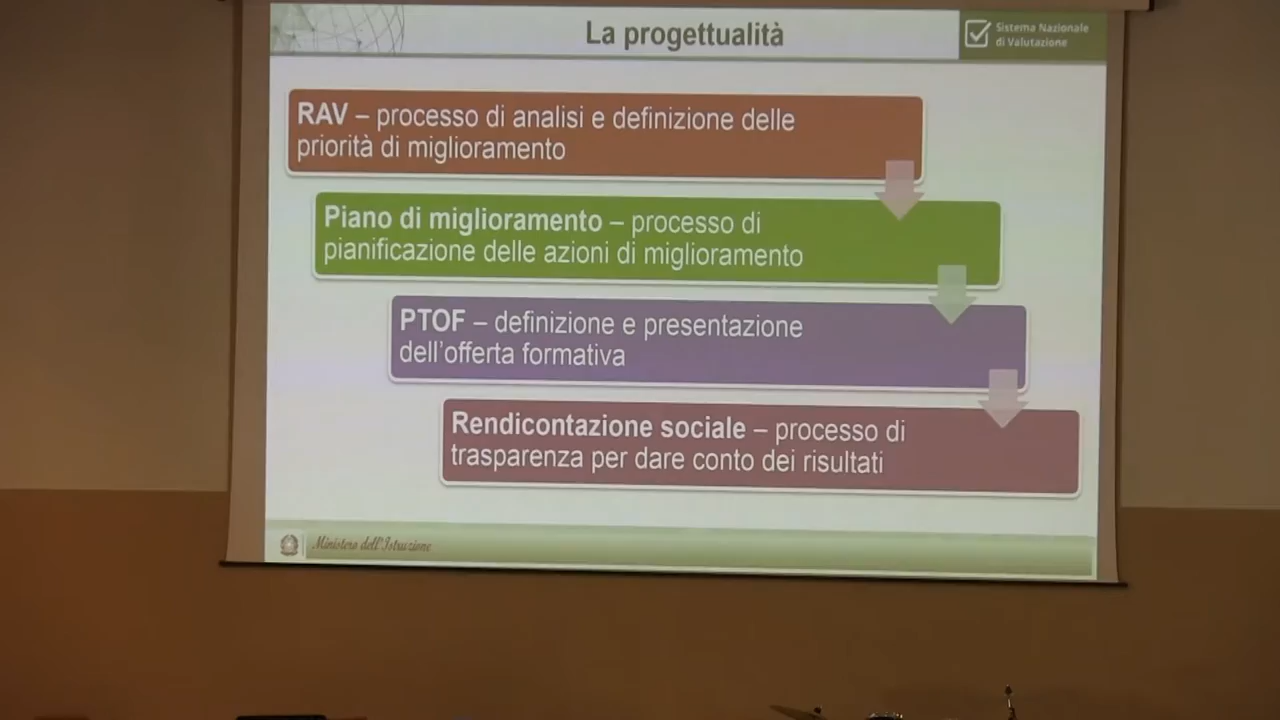 La progettualità
Sistema Nazionale
di Valutazione
RAV – processo di analisi e definizione delle
priorità di miglioramento
Piano di miglioramento – processo di
pianificazione delle azioni di miglioramento
PTOF – definizione e presentazione
dell'offerta formativa
Rendicontazione sociale – processo di
trasparenza per dare conto dei risultati
Ministero dell'Istruzione